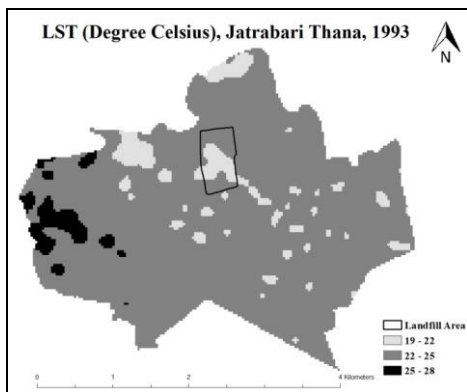 LST (Degree Celsius), Jatrabari Thana, 1993
N
Landfill Area
19 - 22
22 - 25
25 - 28
0 1 2 4 Kilometers